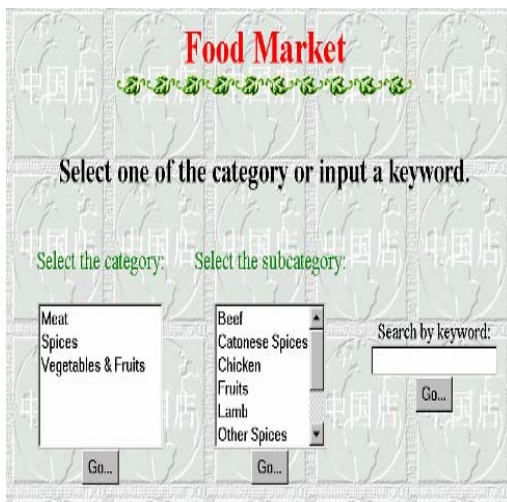 Food Market
Select one of the category or input a keyword.
Select the category:
Meat
Spices
Vegetables & Fruits
Go...
Select the subcategory:
Beef
Catonese Spices
Chicken
Fruits
Lamb
Other Spices
Go...
Search by keyword:
Go...
中国店